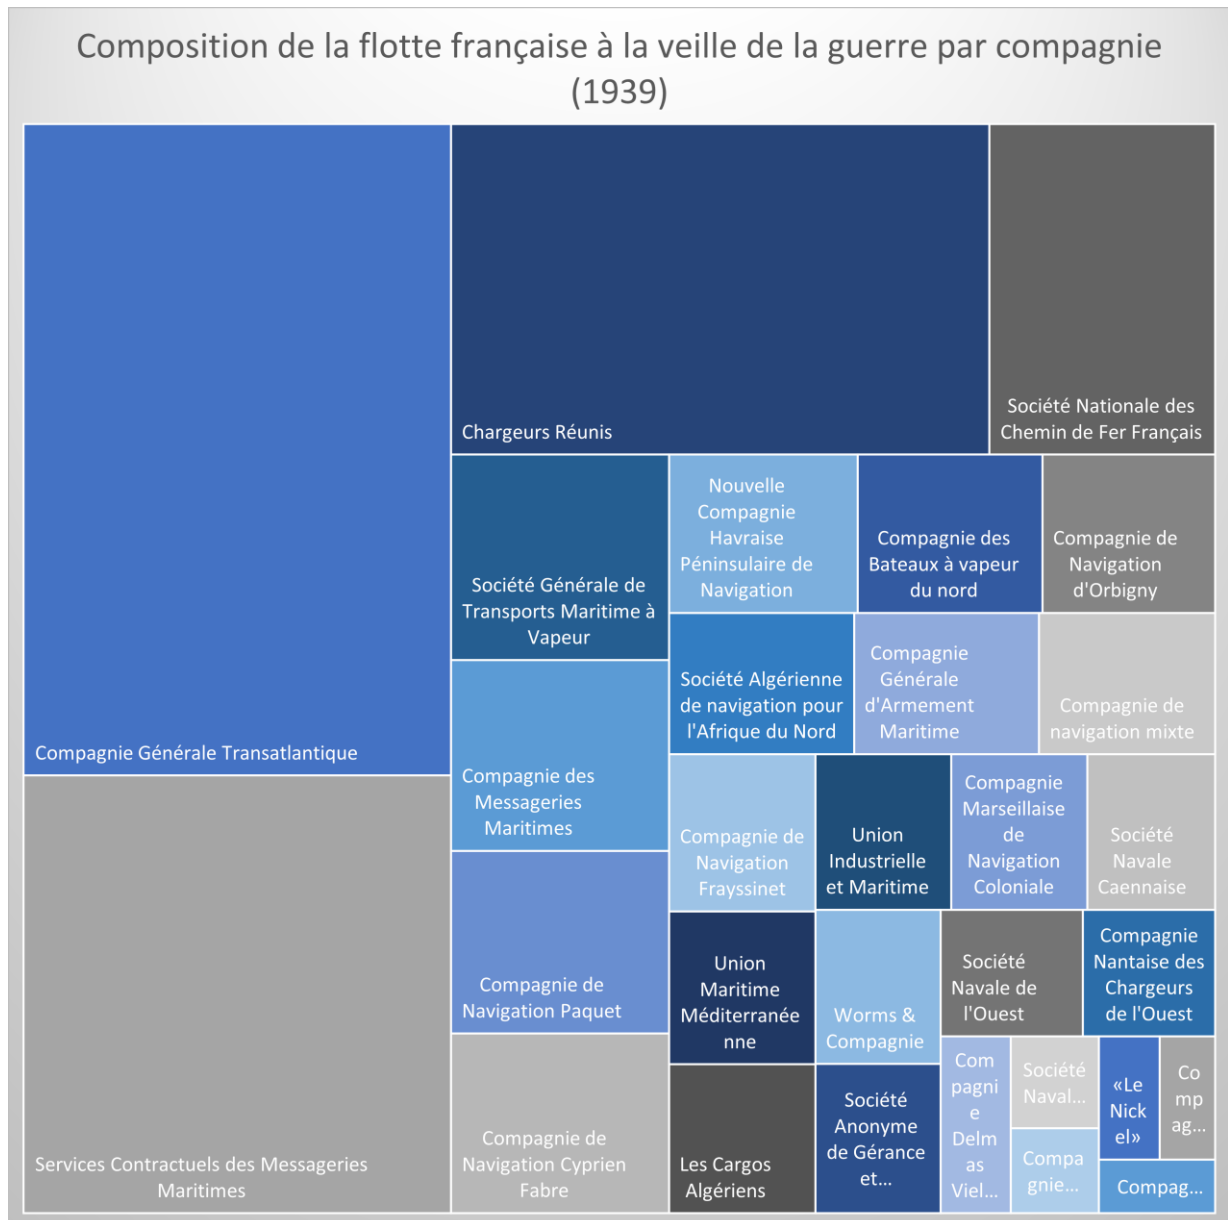 Composition de la flotte française à la veille de la guerre par compagnie
(1939)
Compagnie Générale Transatlantique
Services Contractuels des Messageries
Maritimes
Chargeurs Réunis
Société Nationale des
Chemin de Fer Français
Société Générale de
Transports Maritime à
Vapeur
Compagnie des
Messageries
Maritimes
Compagnie de
Navigation Paquet
Compagnie de
Navigation Cyprien
Fabre
Nouvelle
Compagnie
Havraise
Péninsulaire de
Navigation
Compagnie des
Bateaux à vapeur
du nord
Compagnie de
Navigation
d'Orbigny
Société Algérienne
de navigation pour
l'Afrique du Nord
Compagnie
Générale
d'Armement
Maritime
Compagnie de
navigation mixte
Compagnie de
Navigation
Frayssinet
Union
Industrielle
et Maritime
Compagnie
Marseillaise
de
Navigation
Coloniale
Société
Navale
Caennaise
Union
Maritime
Méditerranée
nne
Worms &
Compagnie
Société
Navale de
l'Ouest
Compagnie
Nantaise des
Chargeurs
de l'Ouest
Les Cargos
Algériens
Société
Anonyme
de Gérance
et...
Com
pagni
e
Delm
as
Viel...
Société
Naval...
Compa
gnie...
«Le
Nick
el»
Co
mp
ag...
Compag...